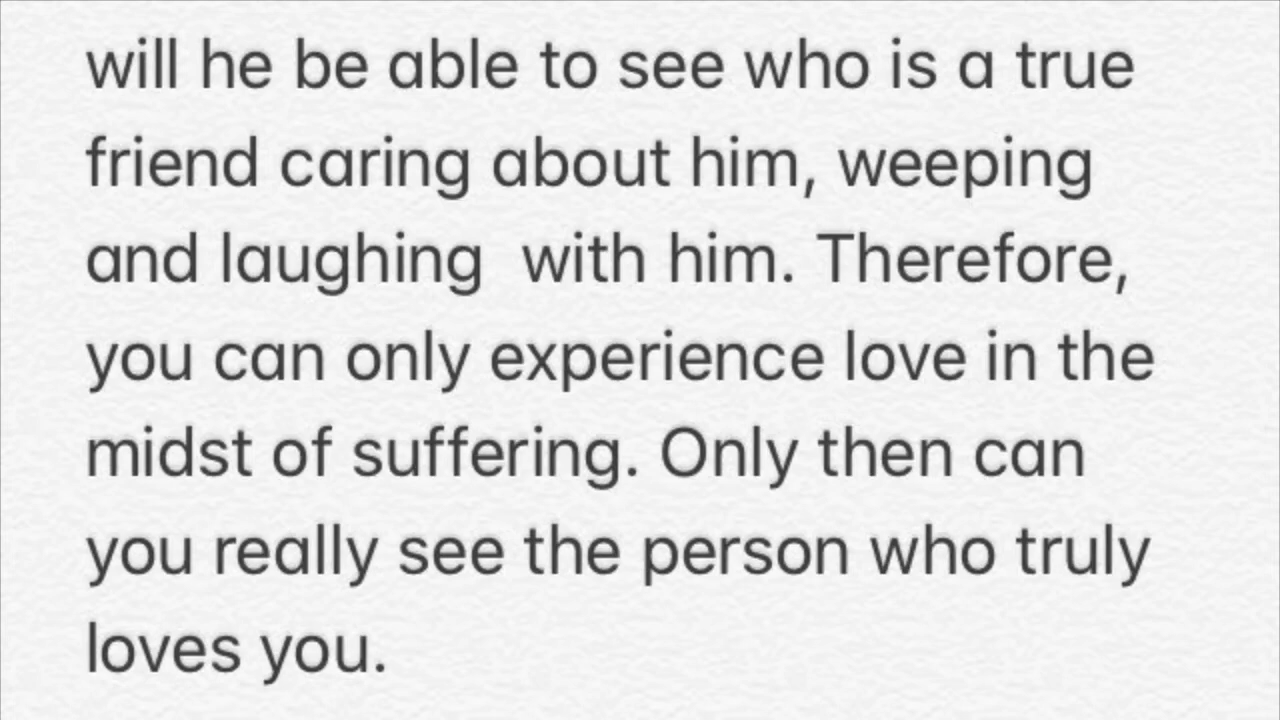 will he be able to see who is a true
friend caring about him, weeping
and laughing  with him. Therefore,
you can only experience love in the
midst of suffering. Only then can
you really see the person who truly
loves you.